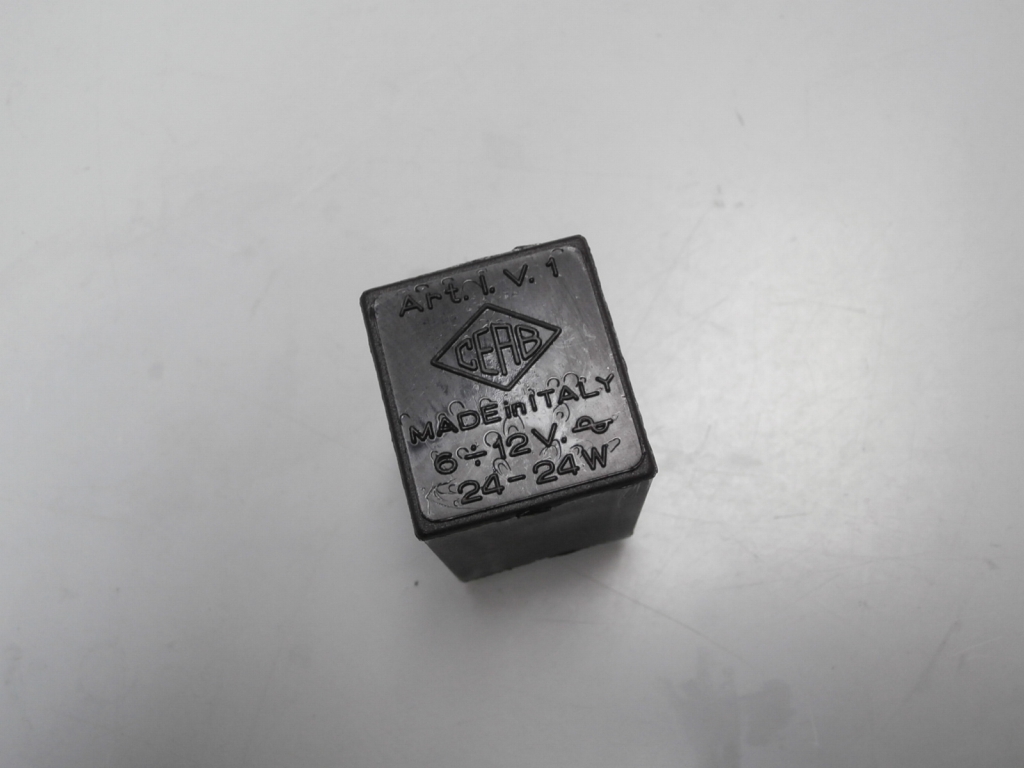 Art. I. V. 1
CEAB
MADE in ITALY
6÷12 V. ~
24-24 W